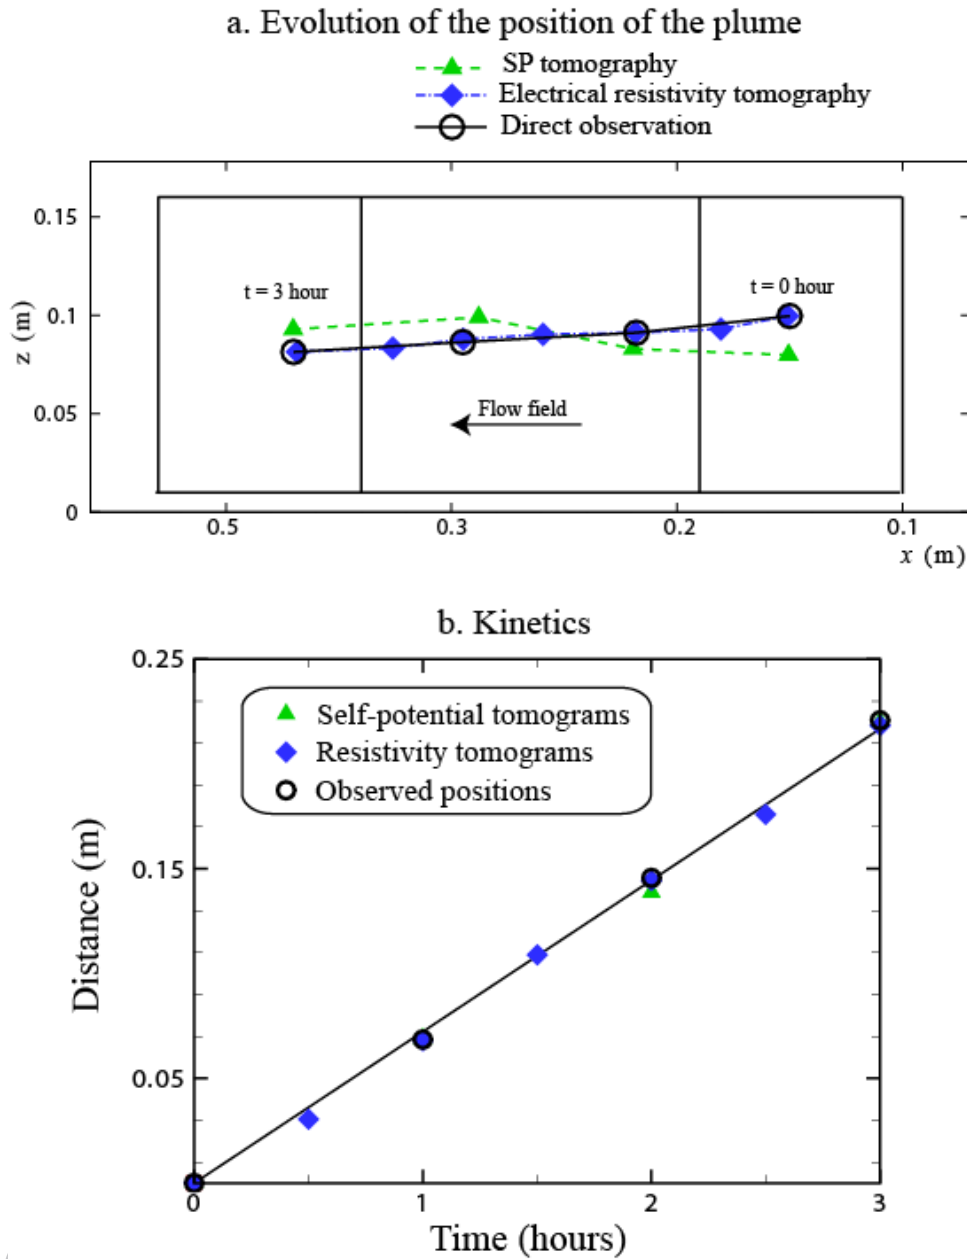 a. Evolution of the position of the plume
SP tomography
Electrical resistivity tomography
Direct observation
0.15
t = 3 hour
t = 0 hour
0.1
z (m)
0.05
Flow field
0
0.5
0.3
0.2
0.1
x (m)
b. Kinetics
0.25
Self-potential tomograms
Resistivity tomograms
Observed positions
0.15
Distance (m)
0.05
0
1
2
3
Time (hours)